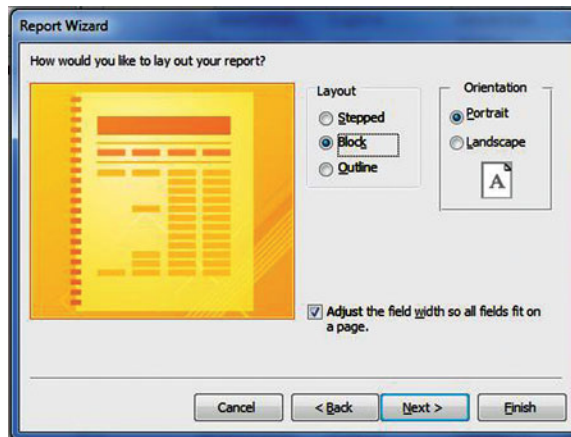 Report Wizard
How would you like to lay out your report?
Layout
Stepped
Block
Outline
Orientation
Portrait
Landscape
A
Adjust the field width so all fields fit on
a page.
Cancel
< Back
Next >
Finish